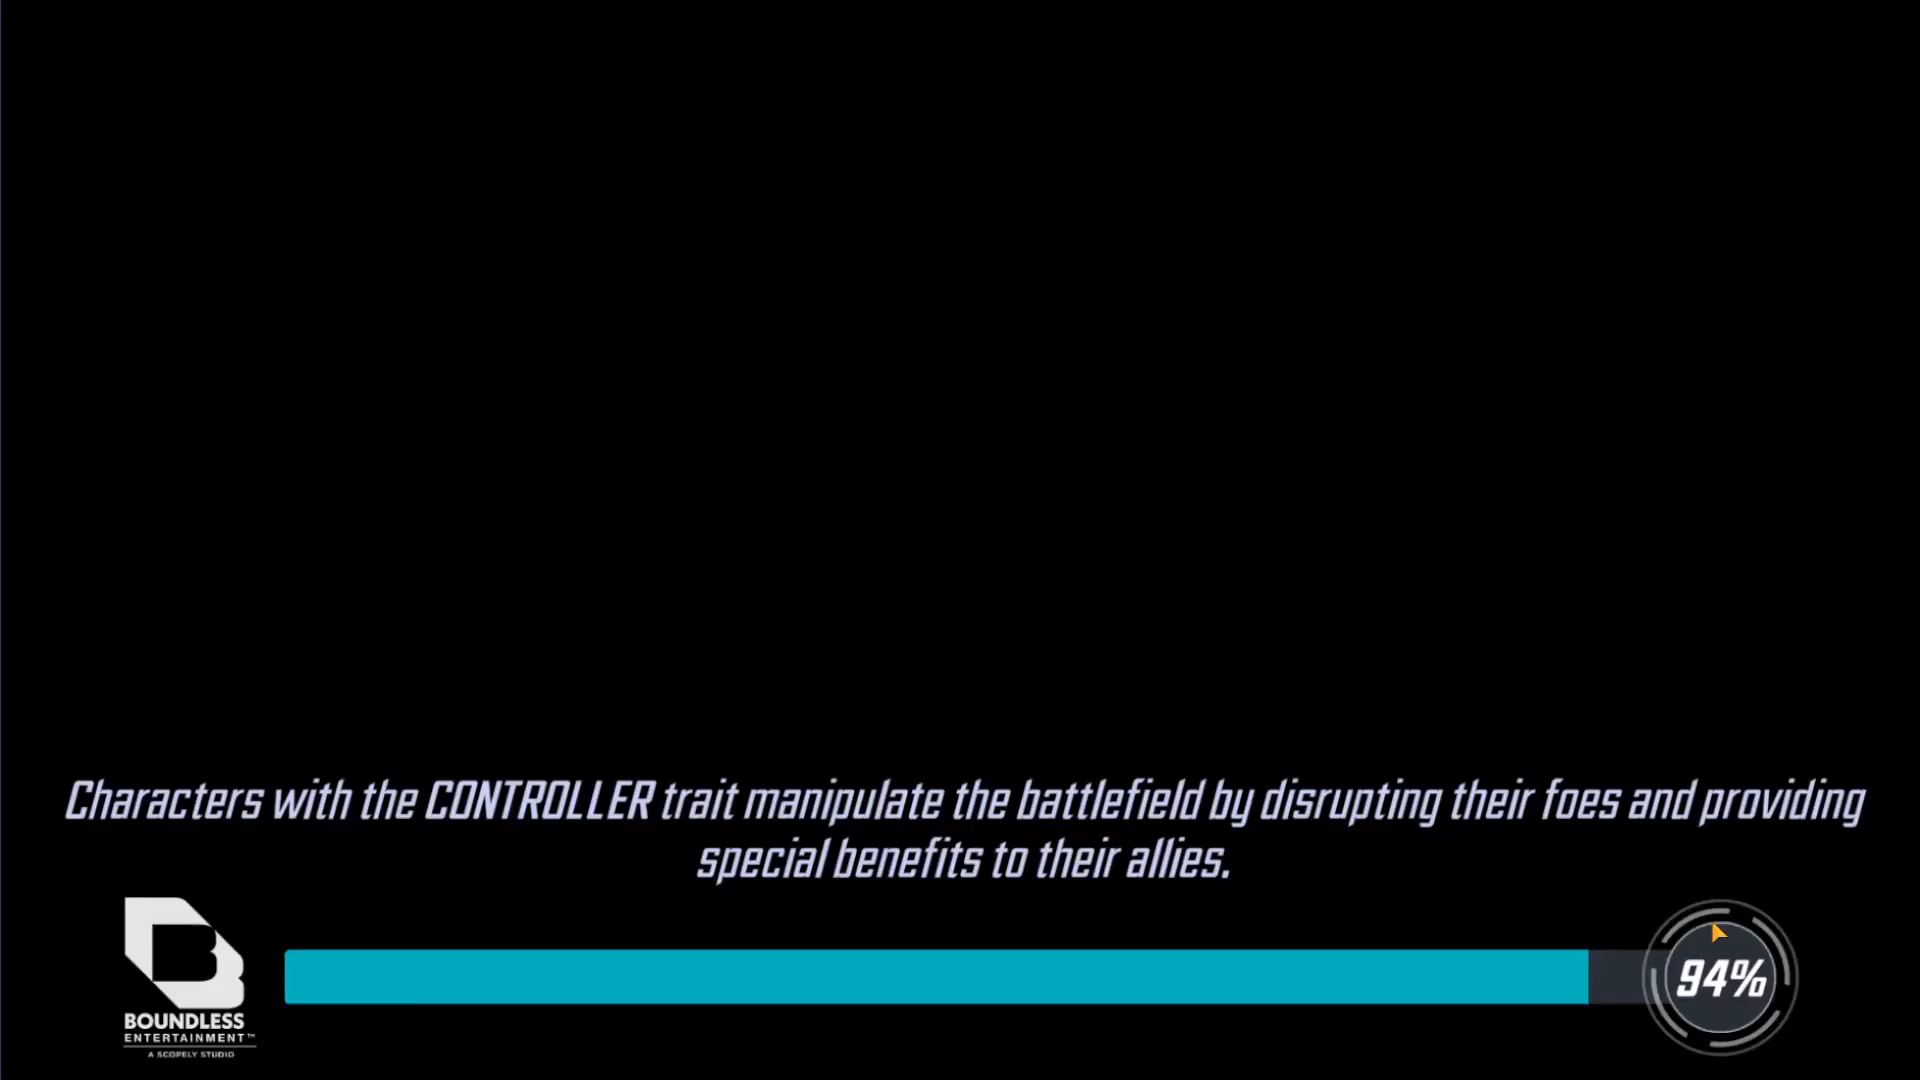 Characters with the CONTROLLER trait manipulate the battlefield by disrupting their foes and providing
special benefits to their allies.
94%
BOUNDLESS
ENTERTAINMENT™
A SCOPELY STUDIO